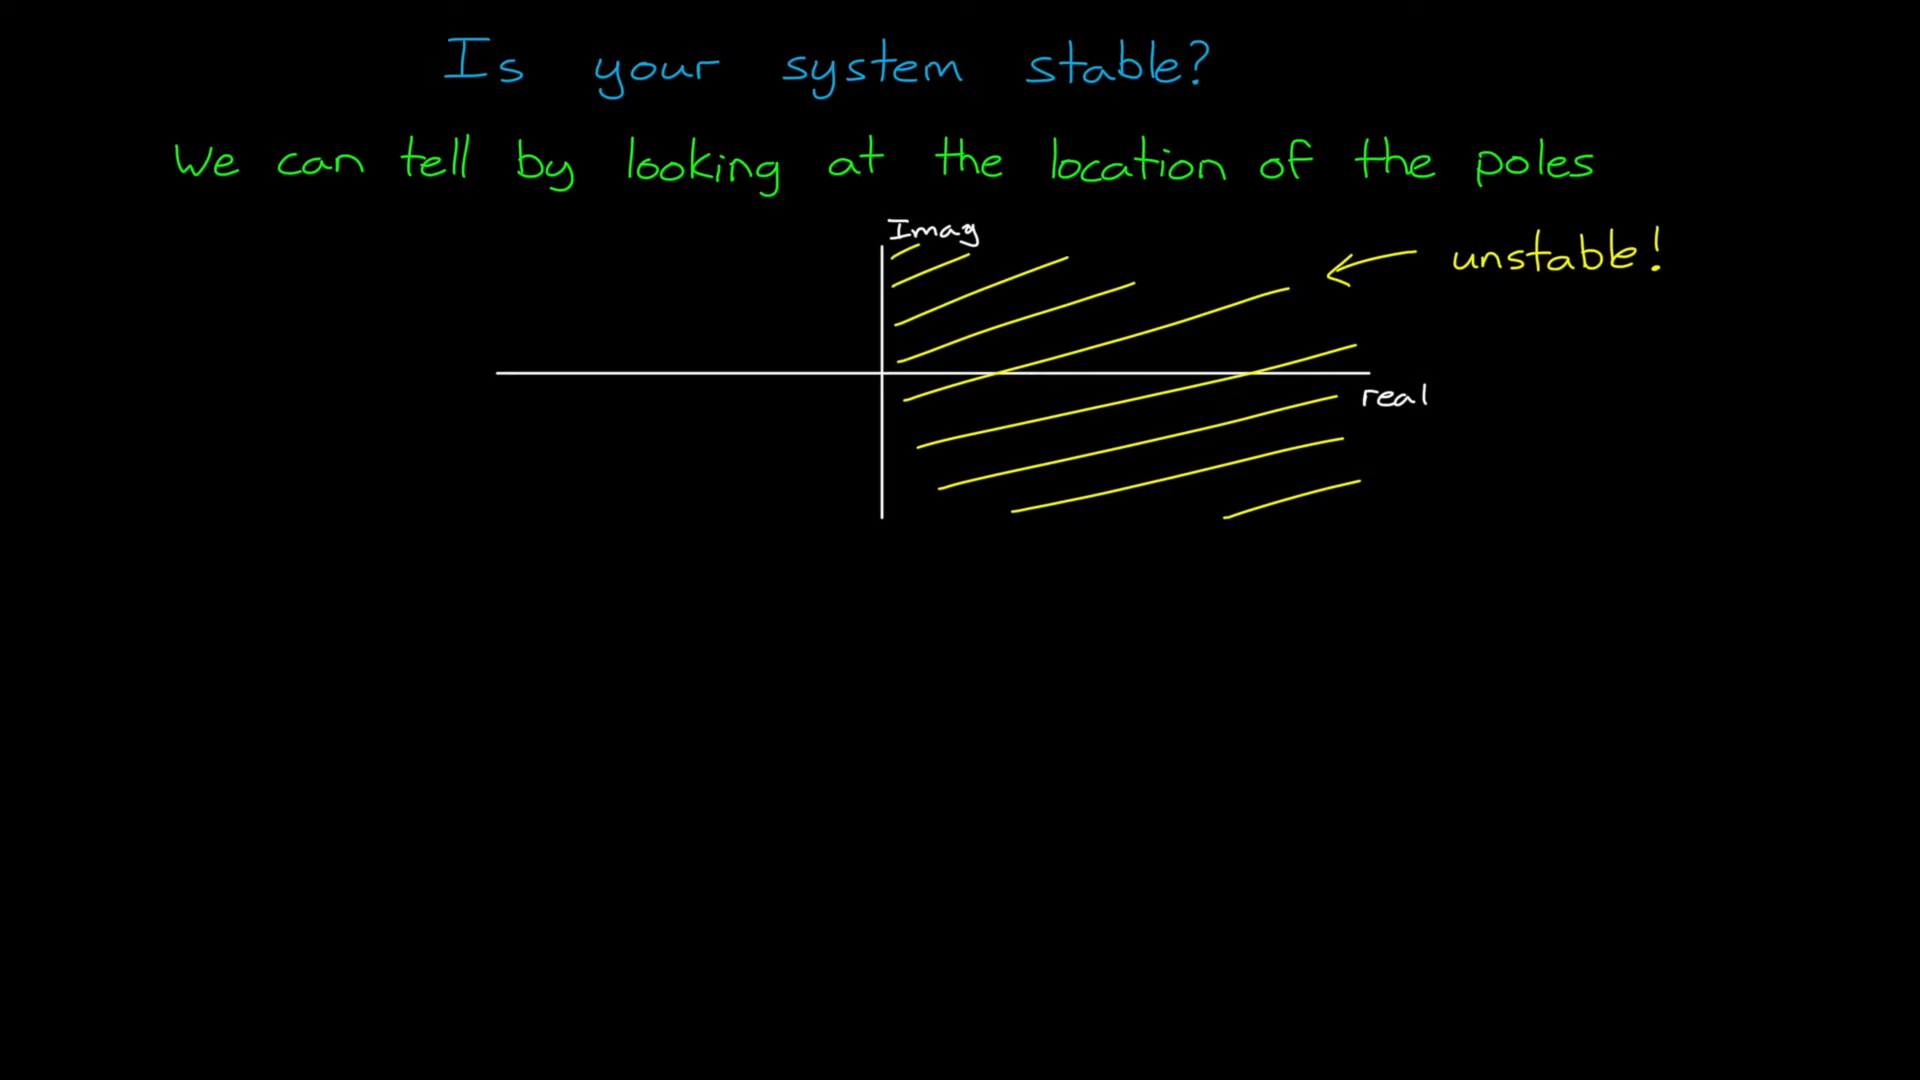 Is your system stable?
We can tell by looking at the location of the poles
Imag
unstable!
real